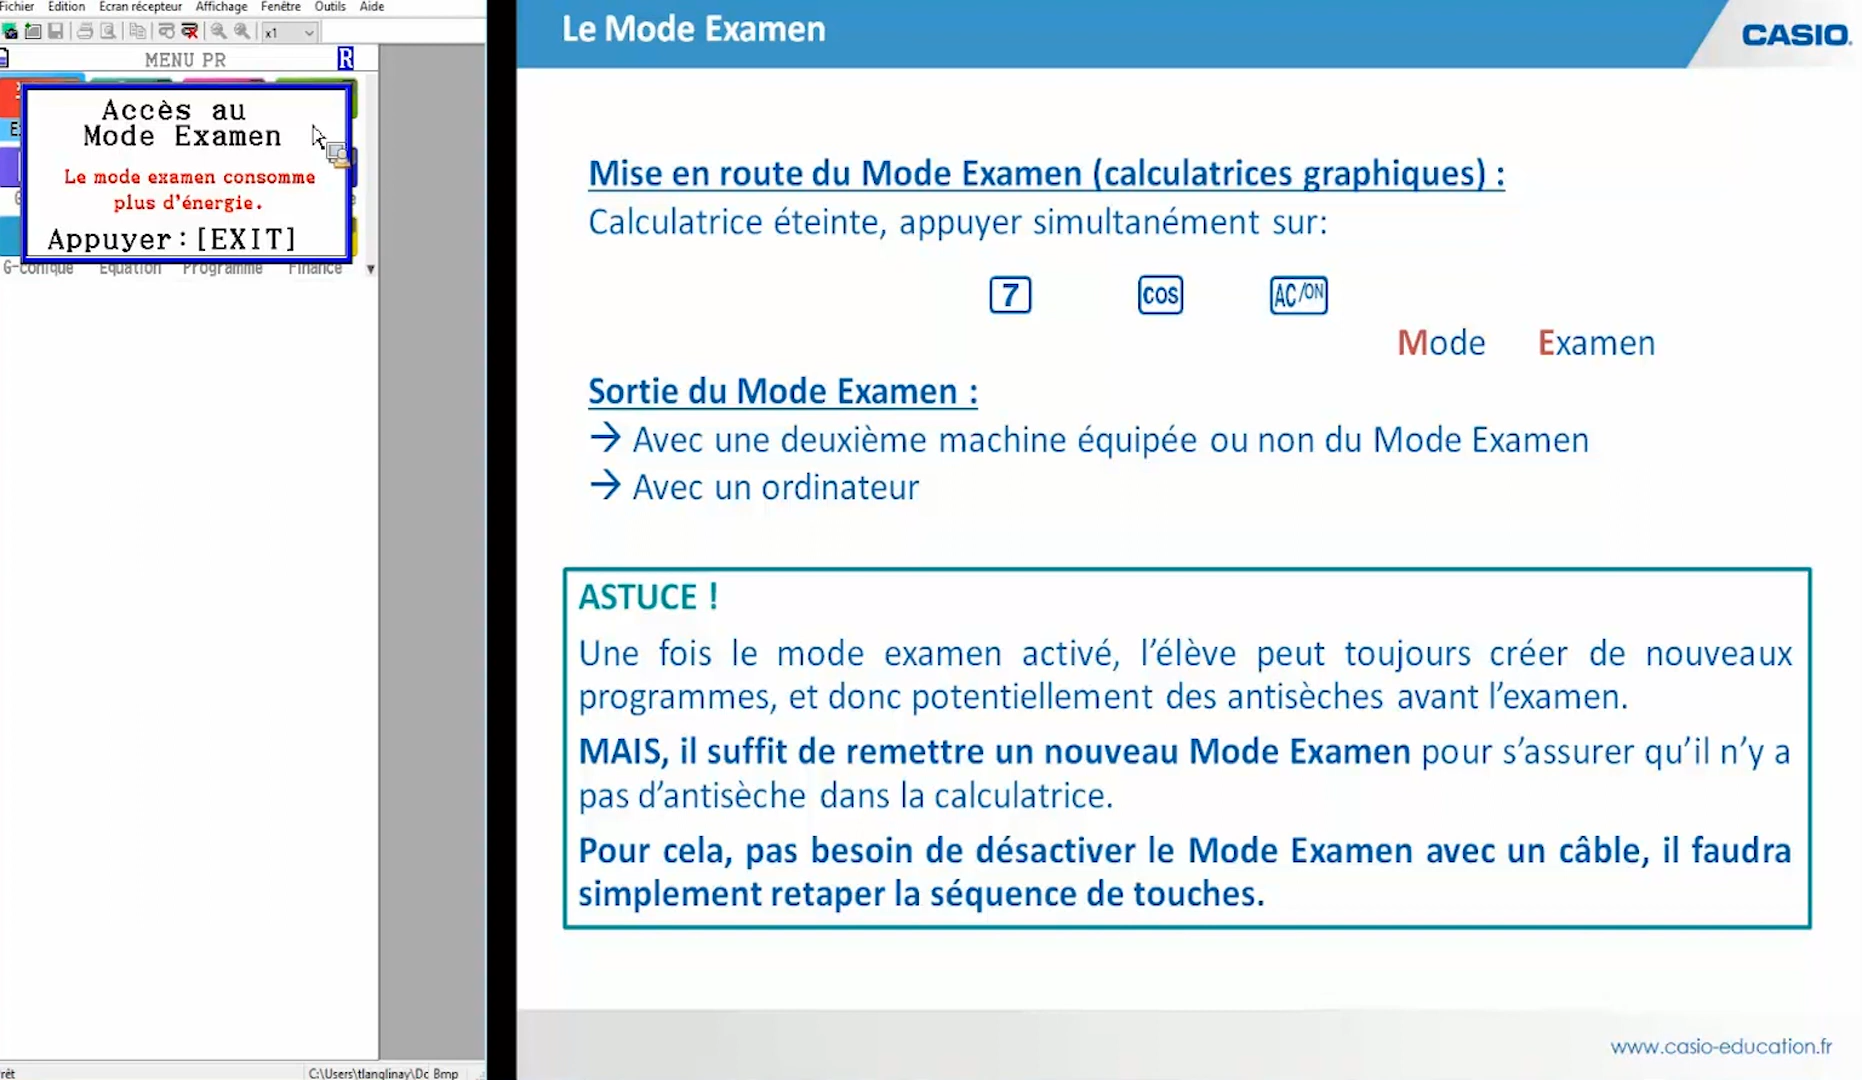 Fichier Edition Ecran récepteur Affichage Fenêtre Outils Aide
x1
MENU PR
R
Accès au
Mode Examen
Le mode examen consomme
plus d'énergie.
Appuyer:[EXIT]
G-conique Equation Programme Finance
C:\Users\tlanglinay\Dc Bmp
Le Mode Examen
CASIO
Mise en route du Mode Examen (calculatrices graphiques) :
Calculatrice éteinte, appuyer simultanément sur:
7 COS AC/ON
Mode Examen
Sortie du Mode Examen :
→ Avec une deuxième machine équipée ou non du Mode Examen
→ Avec un ordinateur
ASTUCE !
Une fois le mode examen activé, l'élève peut toujours créer de nouveaux
programmes, et donc potentiellement des antisèches avant l'examen.
MAIS, il suffit de remettre un nouveau Mode Examen pour s'assurer qu'il n'y a
pas d'antisèche dans la calculatrice.
Pour cela, pas besoin de désactiver le Mode Examen avec un câble, il faudra
simplement retaper la séquence de touches.
www.casio-education.fr